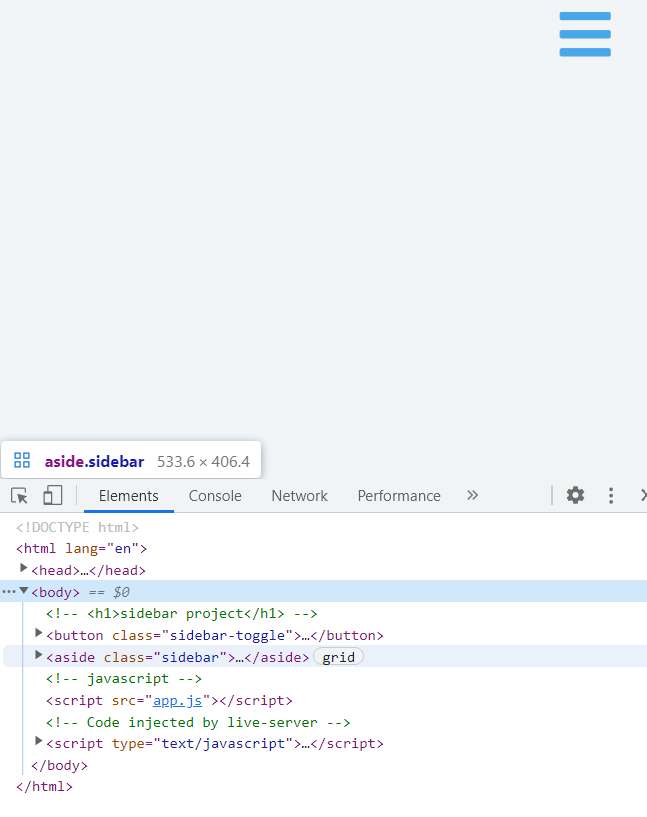 aside.sidebar 533.6 × 406.4
Elements Console Network Performance »
<!DOCTYPE html>
<html lang="en">
<head>…</head>
<body> == $0
<!-- <h1>sidebar project</h1> -->
<button class="sidebar-toggle">…</button>
<aside class="sidebar">…</aside> grid
<!-- javascript -->
<script src="app.js"></script>
<!-- Code injected by live-server -->
<script type="text/javascript">…</script>
</body>
</html>